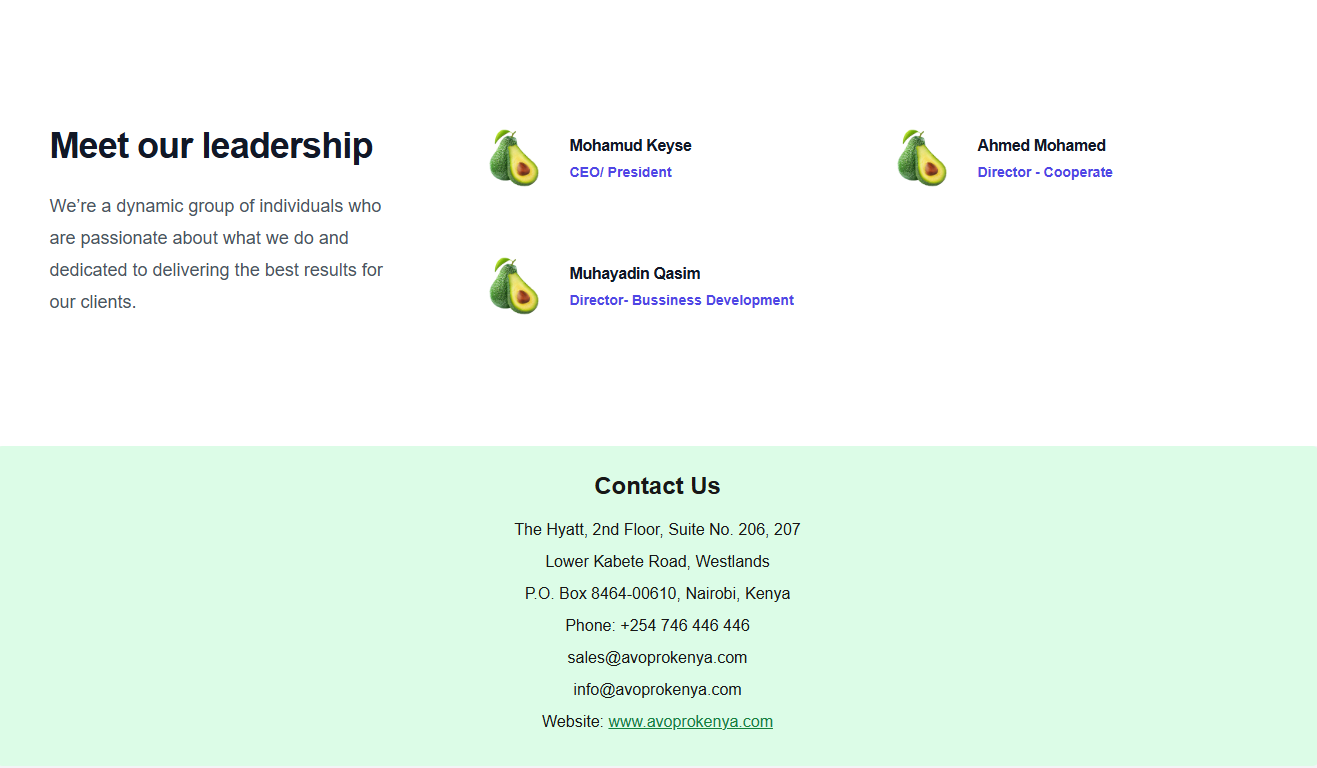 Meet our leadership
We’re a dynamic group of individuals who
are passionate about what we do and
dedicated to delivering the best results for
our clients.
Mohamud Keyse
CEO/ President
Ahmed Mohamed
Director - Cooperate
Muhayadin Qasim
Director- Bussiness Development
Contact Us
The Hyatt, 2nd Floor, Suite No. 206, 207
Lower Kabete Road, Westlands
P.O. Box 8464-00610, Nairobi, Kenya
Phone: +254 746 446 446
sales@avoprokenya.com
info@avoprokenya.com
Website: www.avoprokenya.com